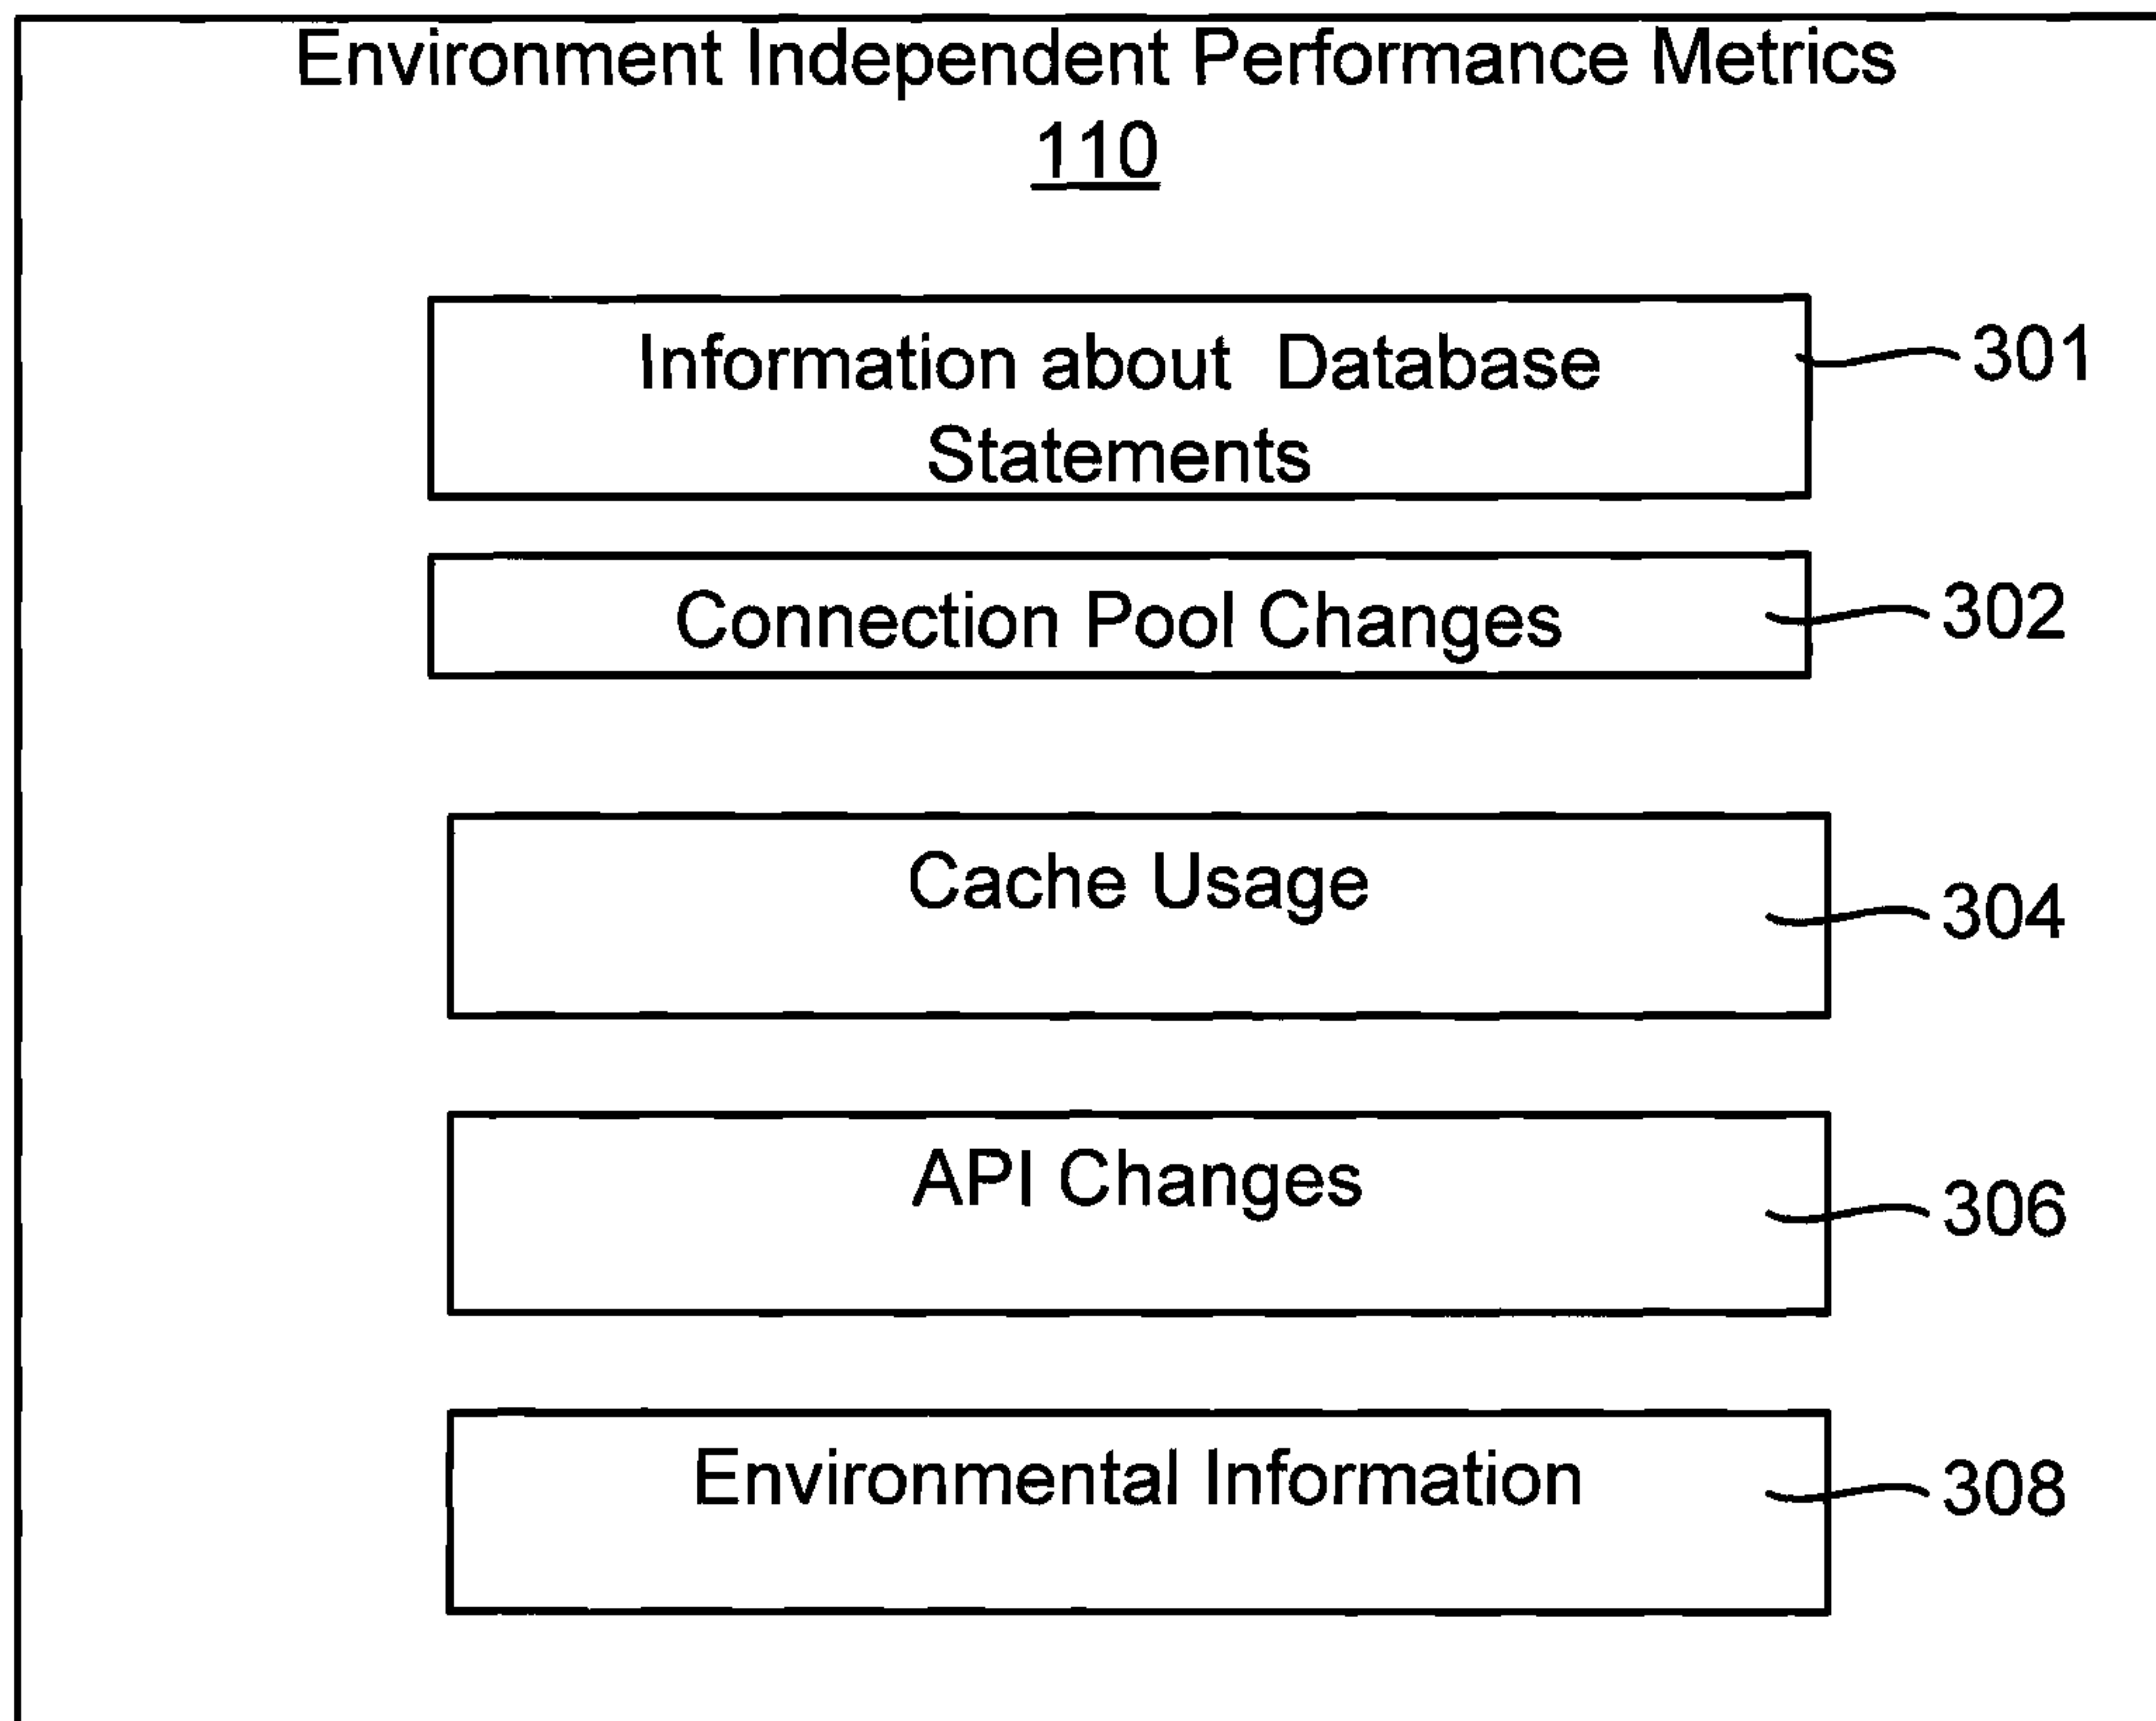 Environment Independent Performance Metrics
110
Information about Database
Statements
301
Connection Pool Changes
302
Cache Usage
304
API Changes
306
Environmental Information
308